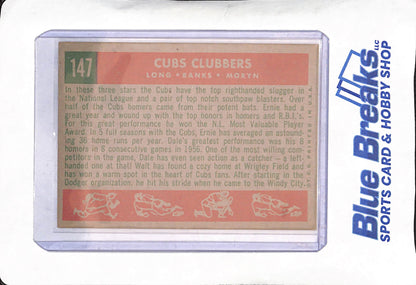 147
CUBS CLUBBERS
LONG • BANKS • MORYN
In these three stars the Cubs have the top righthanded slugger in
the National League and a pair of top notch southpaw blasters. Over
half of the Cubs homers came from their potent bats. Ernie had a
great year and wound up with the top honors in homers and R.B.I.'s.
For this great performance he won the N.L. Most Valuable Player
Award. In 5 full seasons with the Cubs, Ernie has averaged an astound-
ing 36 home runs per year. Dale's greatest performance was his 8
homers in 8 consecutive games in 1956. One of the most willing com-
petitors in the game, Dale has even seen action as a catcher - a left-
handed one at that! Walt has found a cozy home at Wrigley Field and
has won a warm spot in the heart of Cubs fans. After starting in the
Dodger organization, he hit his stride when he came to the Windy City.
PRINTED IN U.S.A.
Blue Breaks LLC
SPORTS CARD & HOBBY SHOP